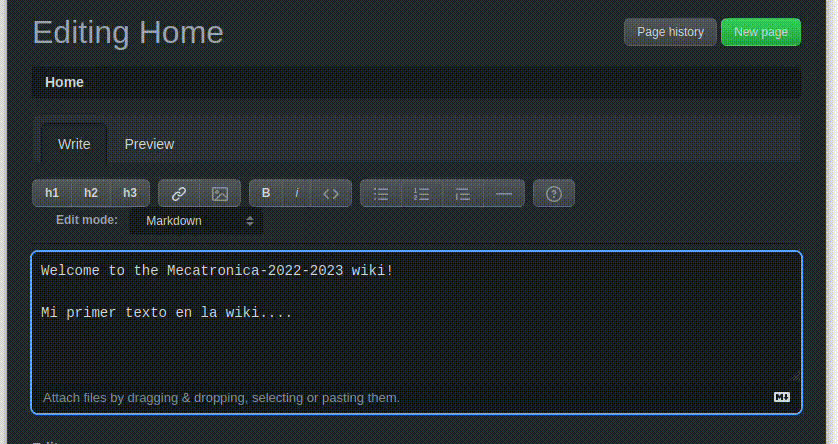 Editing Home
Page history
New page
Home
Write
Preview
h1 h2 h3 B i
Edit mode: Markdown
Welcome to the Mecatronica-2022-2023 wiki!
Mi primer texto en la wiki....
Attach files by dragging & dropping, selecting or pasting them.